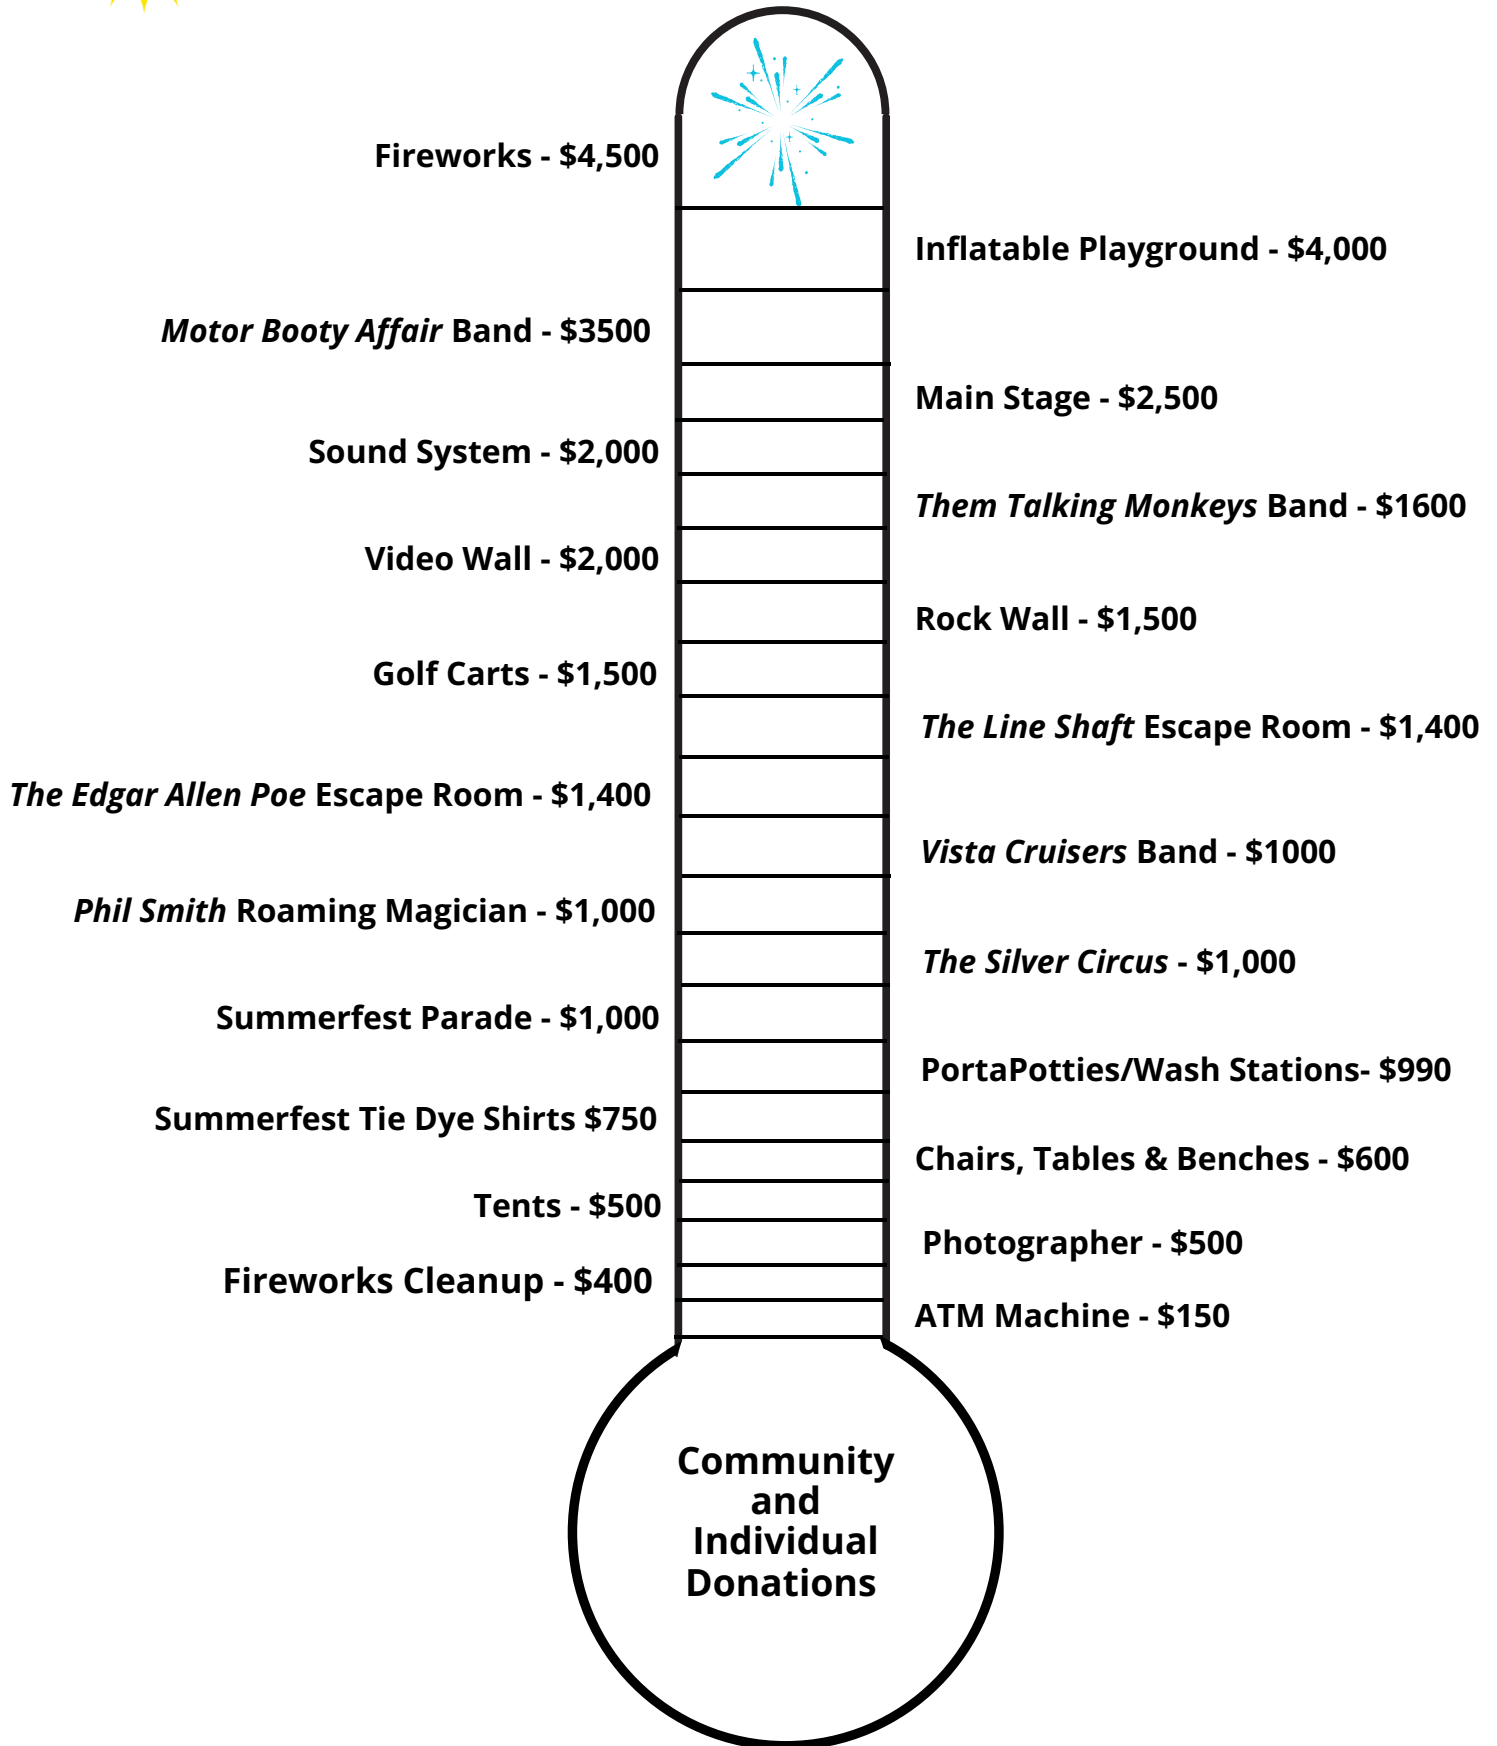 Fireworks - $4,500
Inflatable Playground - $4,000
Motor Booty Affair Band - $3500
Main Stage - $2,500
Sound System - $2,000
Them Talking Monkeys Band - $1600
Video Wall - $2,000
Rock Wall - $1,500
Golf Carts - $1,500
The Line Shaft Escape Room - $1,400
The Edgar Allen Poe Escape Room - $1,400
Vista Cruisers Band - $1000
Phil Smith Roaming Magician - $1,000
The Silver Circus - $1,000
Summerfest Parade - $1,000
PortaPotties/Wash Stations- $990
Summerfest Tie Dye Shirts $750
Chairs, Tables & Benches - $600
Tents - $500
Photographer - $500
Fireworks Cleanup - $400
ATM Machine - $150
Community
and
Individual
Donations